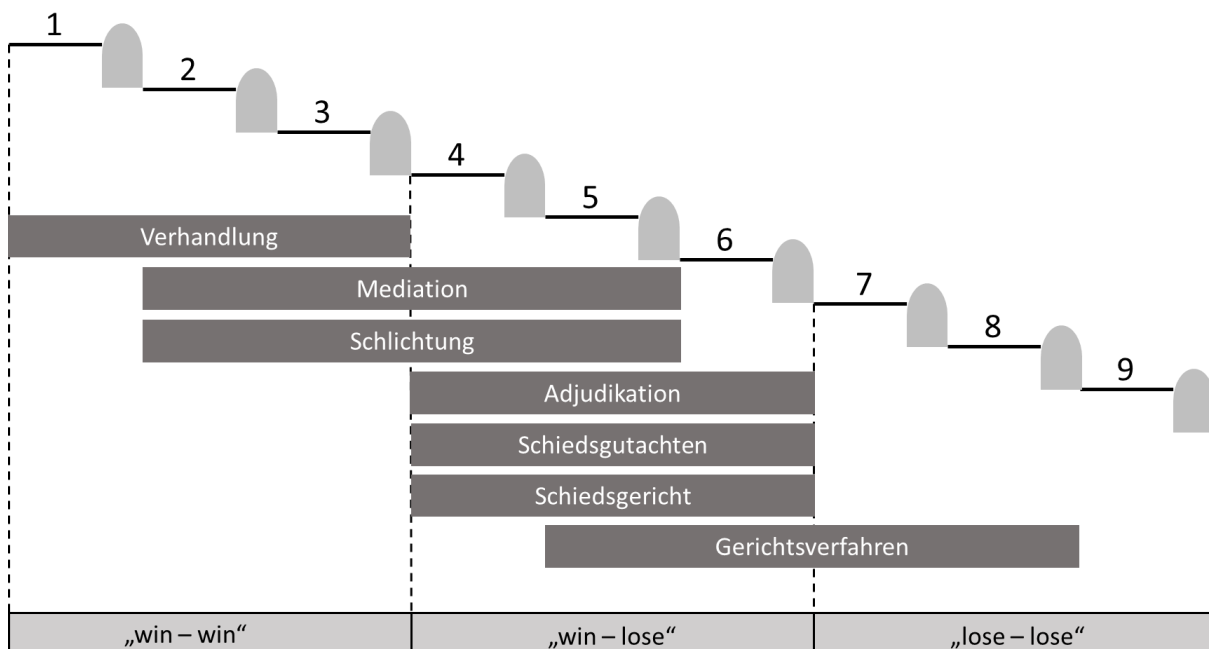 1
2
3
4
5
6
7
8
9
Verhandlung
Mediation
Schlichtung
Adjudikation
Schiedsgutachten
Schiedsgericht
Gerichtsverfahren
„win – win“
„win – lose“
„lose – lose“